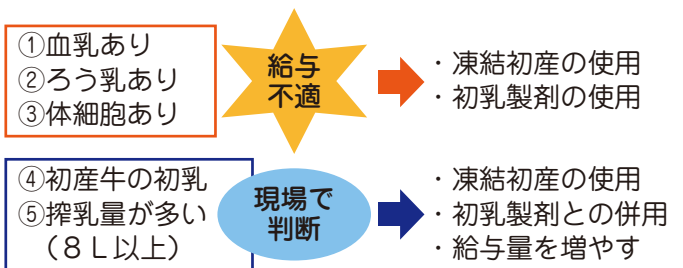 ①血乳あり
②ろう乳あり
③体細胞あり
給与
不適
・凍結初産の使用
・初乳製剤の使用
④初産牛の初乳
⑤搾乳量が多い
（８Ｌ以上）
現場で
判断
・凍結初産の使用
・初乳製剤との併用
・給与量を増やす